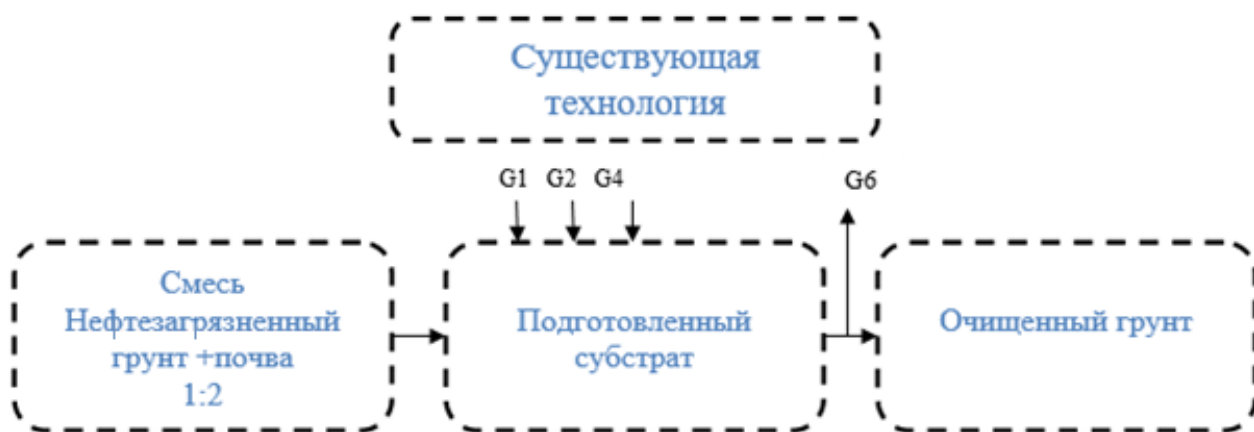 Существующая
технология
G1 G2 G4
G6
Смесь
Нефтезагрязненный
грунт +почва
1:2
Подготовленный
субстрат
Очищенный грунт